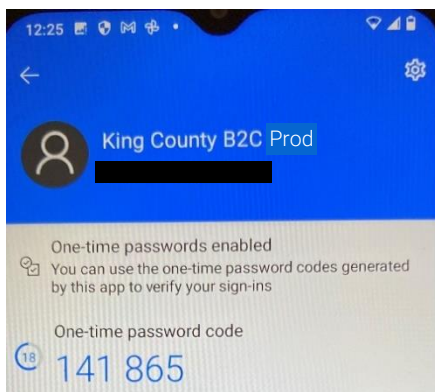 12:25
King County B2C Prod
One-time passwords enabled
You can use the one-time password codes generated
by this app to verify your sign-ins
One-time password code
18
141 865